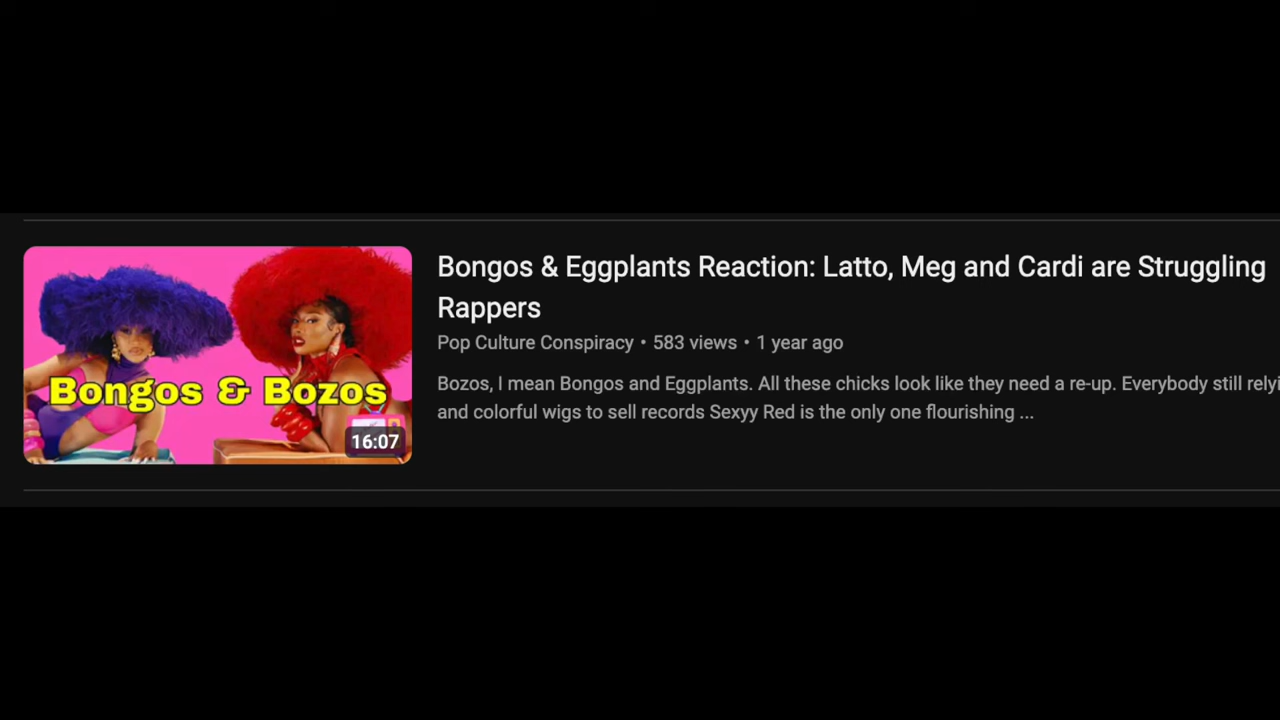 Bongos & Eggplants Reaction: Latto, Meg and Cardi are Struggling
Rappers
Pop Culture Conspiracy • 583 views • 1 year ago
Bozos, I mean Bongos and Eggplants. All these chicks look like they need a re-up. Everybody still
and colorful wigs to sell records Sexyy Red is the only one flourishing ...
Bongos & Bozos
16:07